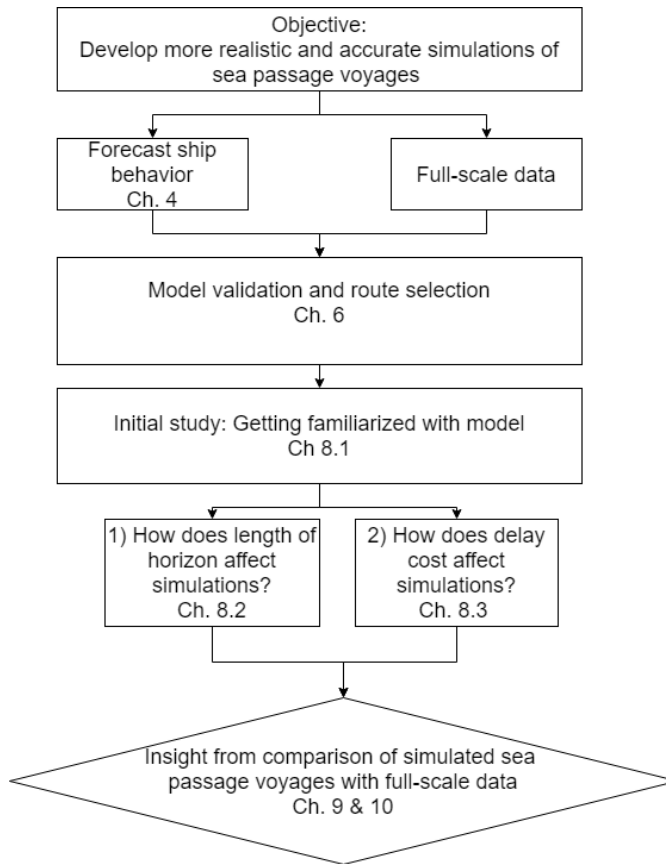 Objective:
Develop more realistic and accurate simulations of
sea passage voyages
Forecast ship
behavior
Ch. 4
Full-scale data
Model validation and route selection
Ch. 6
Initial study: Getting familiarized with model
Ch 8.1
1) How does length of
horizon affect
simulations?
Ch. 8.2
2) How does delay
cost affect
simulations?
Ch. 8.3
Insight from comparison of simulated sea
passage voyages with full-scale data
Ch. 9 & 10